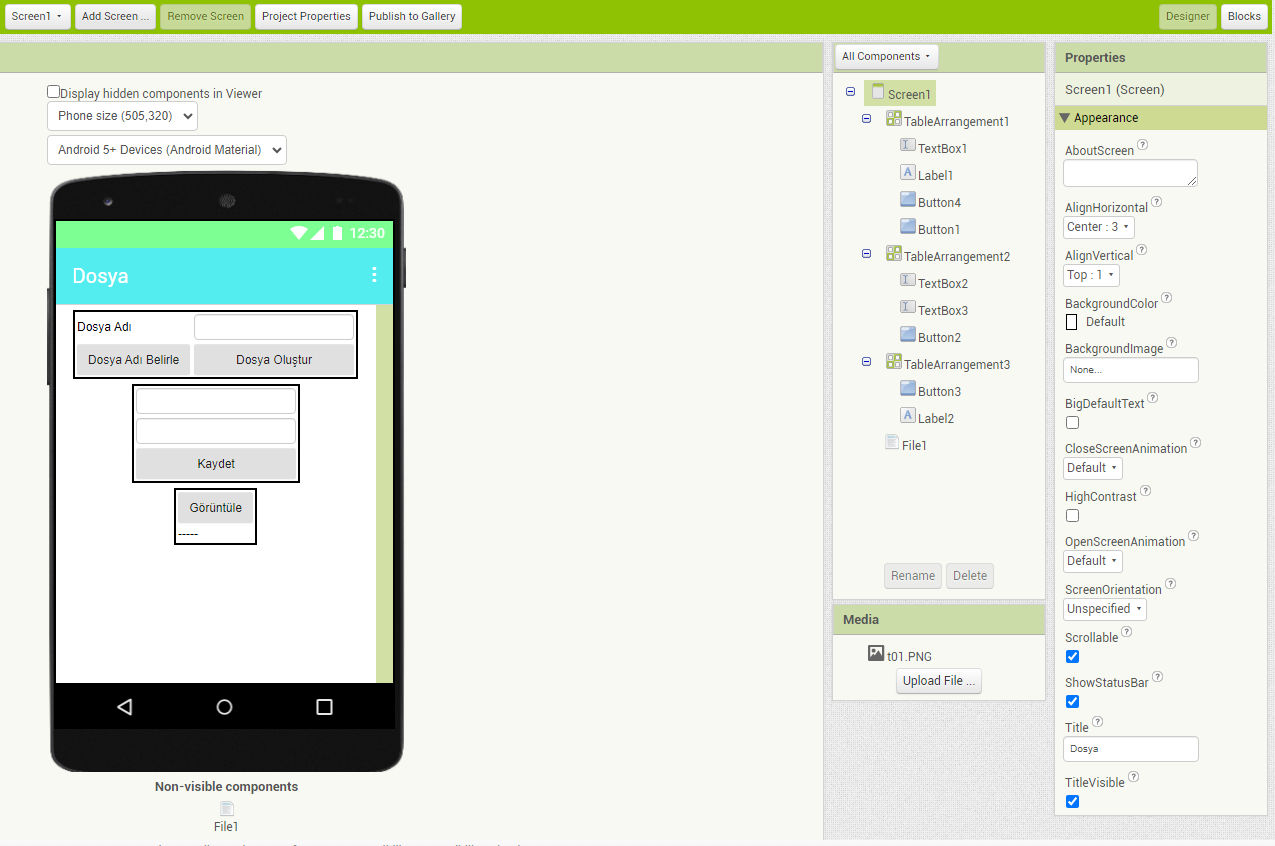 Screen1
Add Screen ...
Remove Screen
Project Properties
Publish to Gallery
Designer
Blocks
Display hidden components in Viewer
Phone size (505,320)
Android 5+ Devices (Android Material)
12:30
Dosya
Dosya Adı
Dosya Adı Belirle
Dosya Oluştur
Kaydet
Görüntüle
-----
Non-visible components
File1
All Components
Screen1
TableArrangement1
TextBox1
Label1
Button4
Button1
TableArrangement2
TextBox2
TextBox3
Button2
TableArrangement3
Button3
Label2
File1
Rename
Delete
Media
t01.PNG
Upload File ...
Properties
Screen1 (Screen)
Appearance
AboutScreen ?
AlignHorizontal ?
Center : 3
AlignVertical ?
Top : 1
BackgroundColor ?
Default
BackgroundImage ?
None...
BigDefaultText ?
CloseScreenAnimation ?
Default
HighContrast ?
OpenScreenAnimation ?
Default
ScreenOrientation ?
Unspecified
Scrollable ?
ShowStatusBar ?
Title ?
Dosya
TitleVisible ?